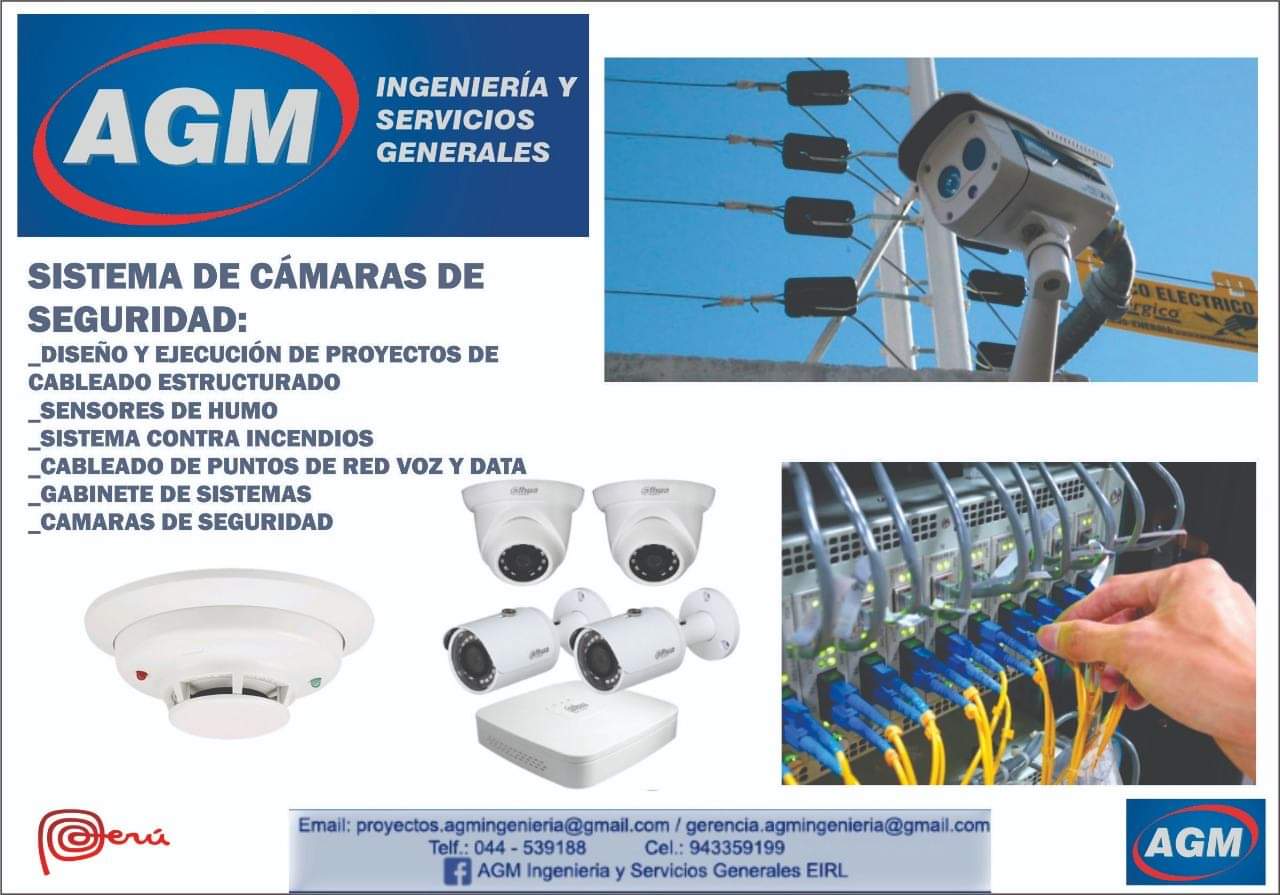 AGM
INGENIERÍA Y
SERVICIOS
GENERALES
SISTEMA DE CÁMARAS DE
SEGURIDAD:
_DISEÑO Y EJECUCIÓN DE PROYECTOS DE
CABLEADO ESTRUCTURADO
_SENSORES DE HUMO
_SISTEMA CONTRA INCENDIOS
_CABLEADO DE PUNTOS DE RED VOZ Y DATA
_GABINETE DE SISTEMAS
_CAMARAS DE SEGURIDAD
CO ELECTRICO
alhua
alhua
alhua
alhua
alhua
Perú
Email: proyectos.agmingenieria@gmail.com / gerencia.agmingenieria@gmail.com
Telf.: 044 - 539188 Cel.: 943359199
AGM Ingenieria y Servicios Generales EIRL
AGM